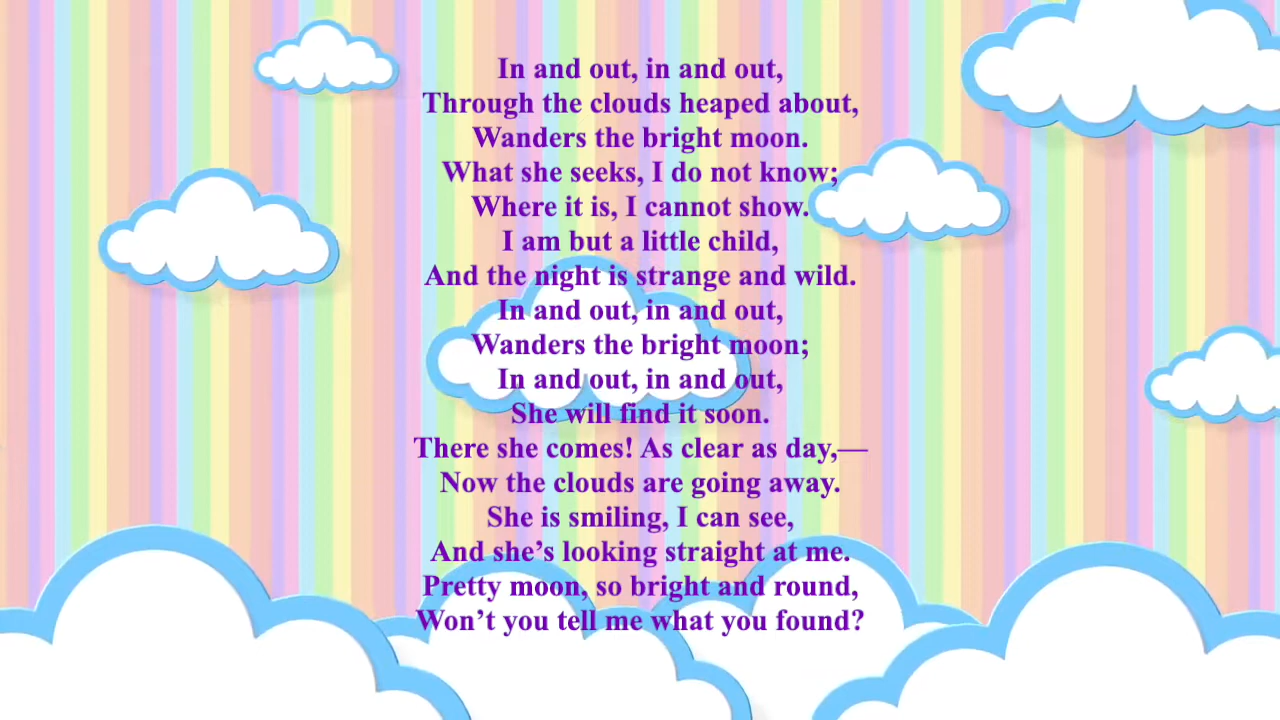 In and out, in and out,
Through the clouds heaped about,
Wanders the bright moon.
What she seeks, I do not know;
Where it is, I cannot show.
I am but a little child,
And the night is strange and wild.
In and out, in and out,
Wanders the bright moon;
In and out, in and out,
She will find it soon.
There she comes! As clear as day,—
Now the clouds are going away.
She is smiling, I can see,
And she’s looking straight at me.
Pretty moon, so bright and round,
Won’t you tell me what you found?